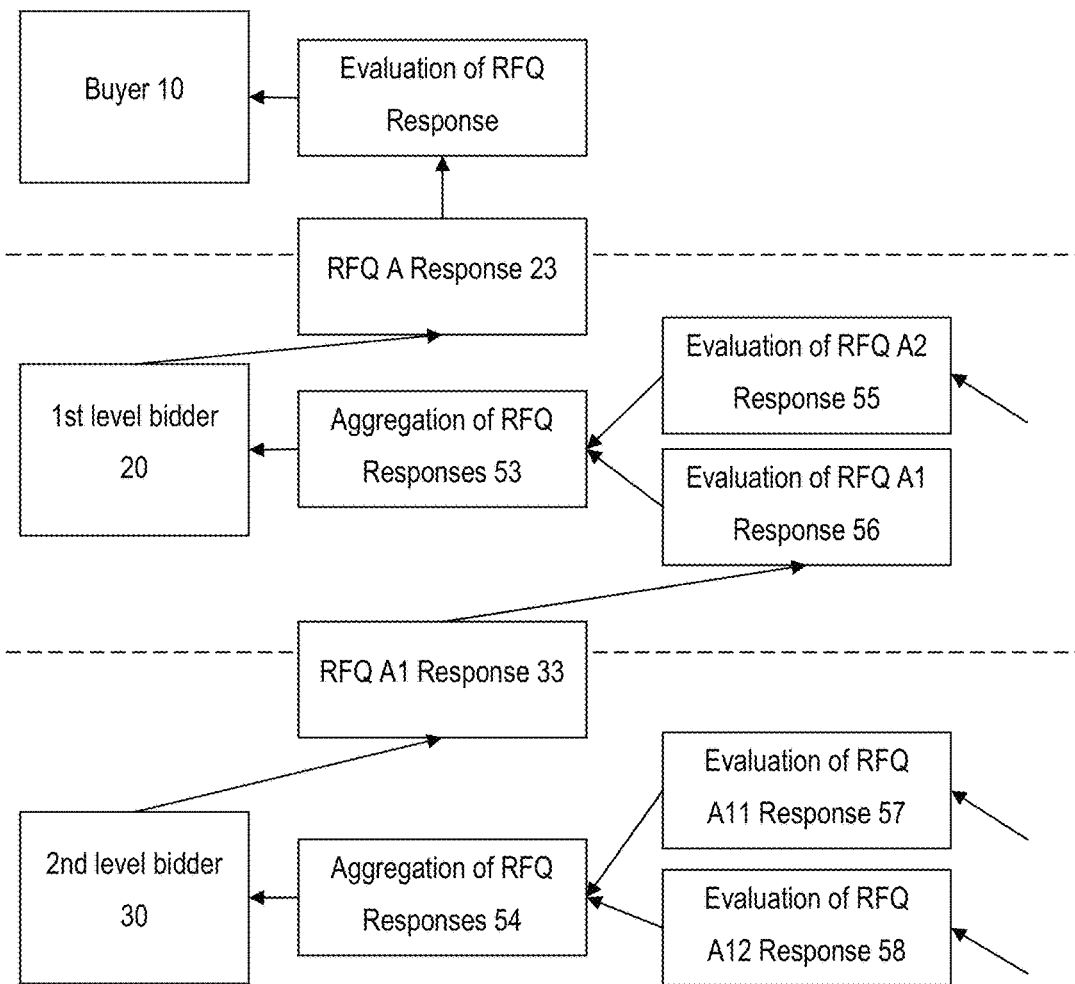 Buyer 10
Evaluation of RFQ
Response
RFQ A Response 23
1st level bidder
20
Aggregation of RFQ
Responses 53
Evaluation of RFQ A2
Response 55
Evaluation of RFQ A1
Response 56
RFQ A1 Response 33
2nd level bidder
30
Aggregation of RFQ
Responses 54
Evaluation of RFQ
A11 Response 57
Evaluation of RFQ
A12 Response 58